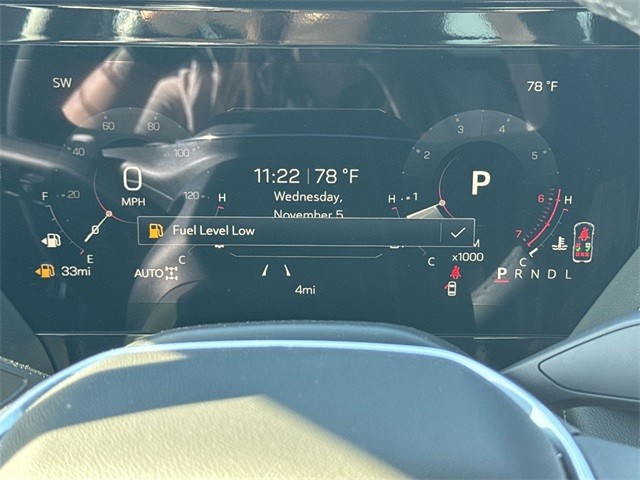 SW
78 °F
60 80
40 100
20 120
0
MPH
F
E
0
H
C
11:22 | 78 °F
Wednesday,
November 5
Fuel Level Low
33mi
AUTO
4mi
1 2 3 4 5 6 7
P
H
C
x1000
H
C
P R N D L